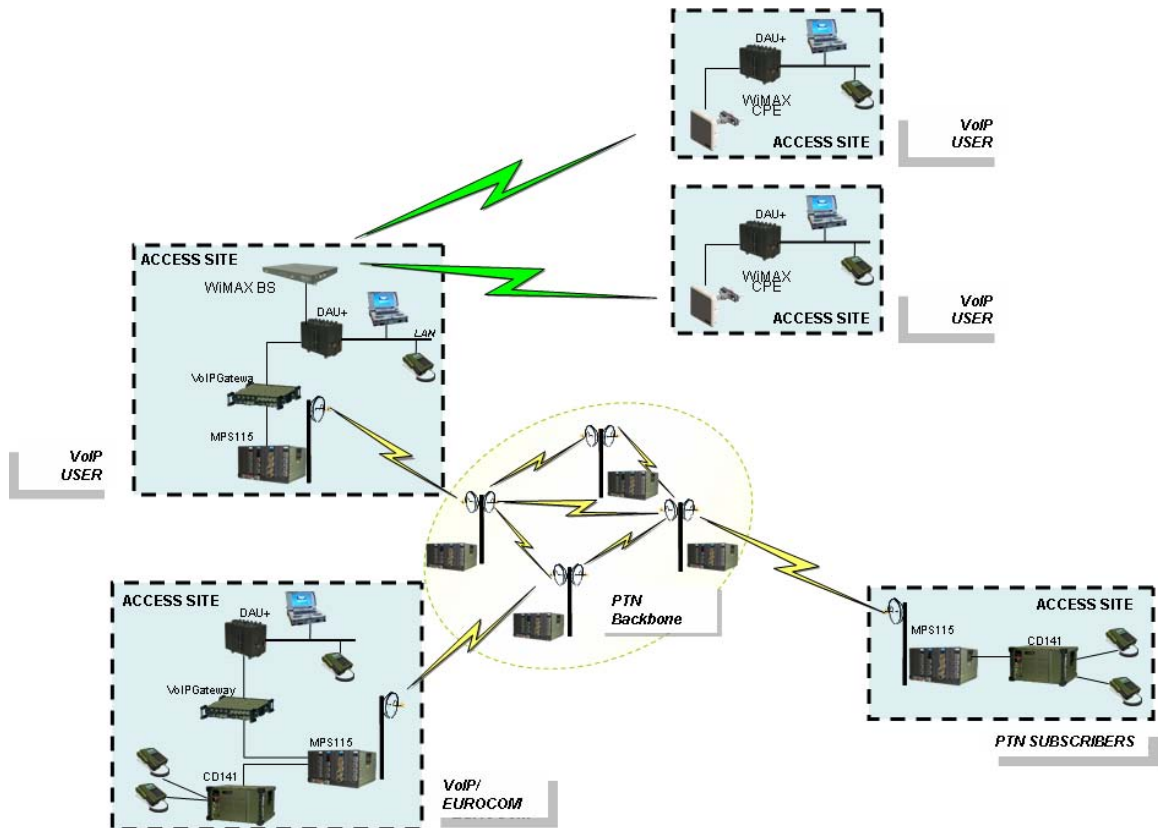 DAU+
WiMAX
CPE
ACCESS SITE
VoIP
USER
DAU+
WiMAX
CPE
ACCESS SITE
VoIP
USER
ACCESS SITE
WiMAX BS
DAU+
LAN
VoIPGatewa
MPS115
VoIP
USER
PTN
Backbone
ACCESS SITE
DAU+
VoIPGateway
MPS115
CD141
VoIP/
EUROCOM
ACCESS SITE
MPS115
CD141
PTN SUBSCRIBERS